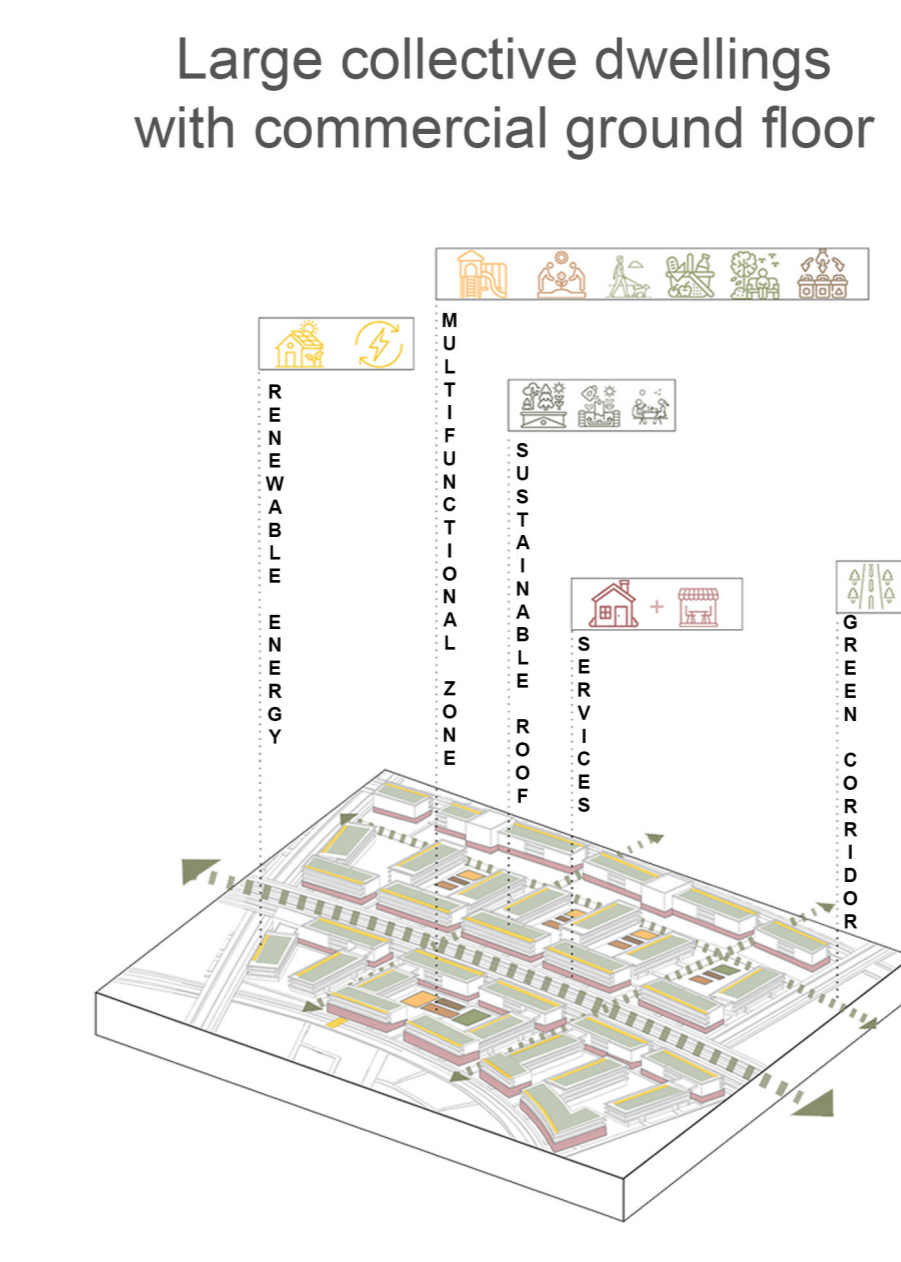 Large collective dwellings
with commercial ground floor
RENEWABLE ENERGY
MULTIFUNCTIONAL ZONE
SUSTAINABLE ROOF
SERVICES
GREEN CORRIDOR